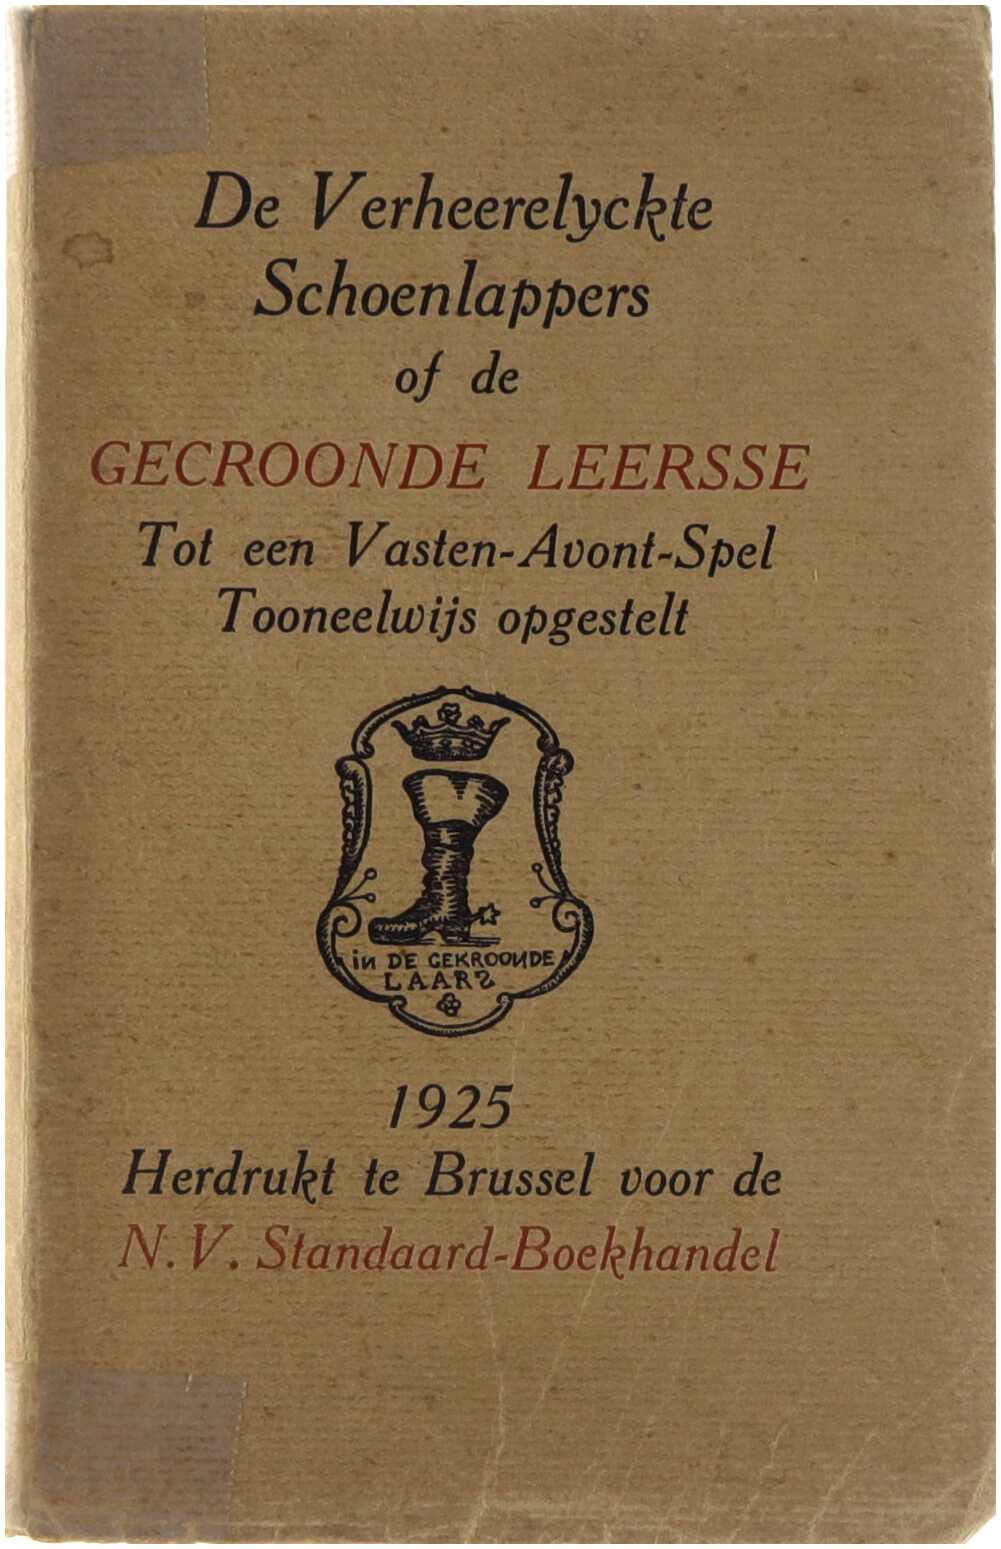 De Verheerelyckte
Schoenlappers
of de
GECROONDE LEERSSE
Tot een Vasten-Avont-Spel
Tooneelwijs opgestelt
in DE GEKROONDE
LAARS
1925
Herdrukt te Brussel voor de
N.V. Standaard-Boekhandel